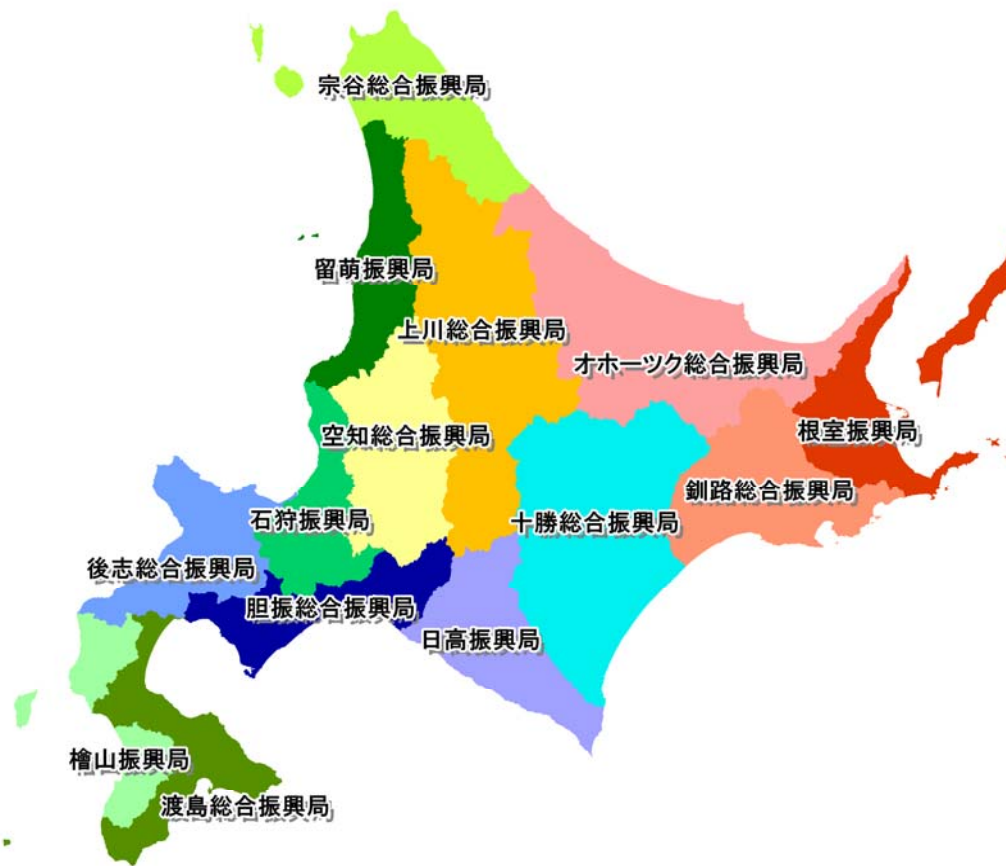 宗谷総合振興局
留萌振興局
上川総合振興局
オホーツク総合振興局
空知総合振興局
根室振興局
釧路総合振興局
石狩振興局
十勝総合振興局
後志総合振興局
胆振総合振興局
日高振興局
檜山振興局
渡島総合振興局